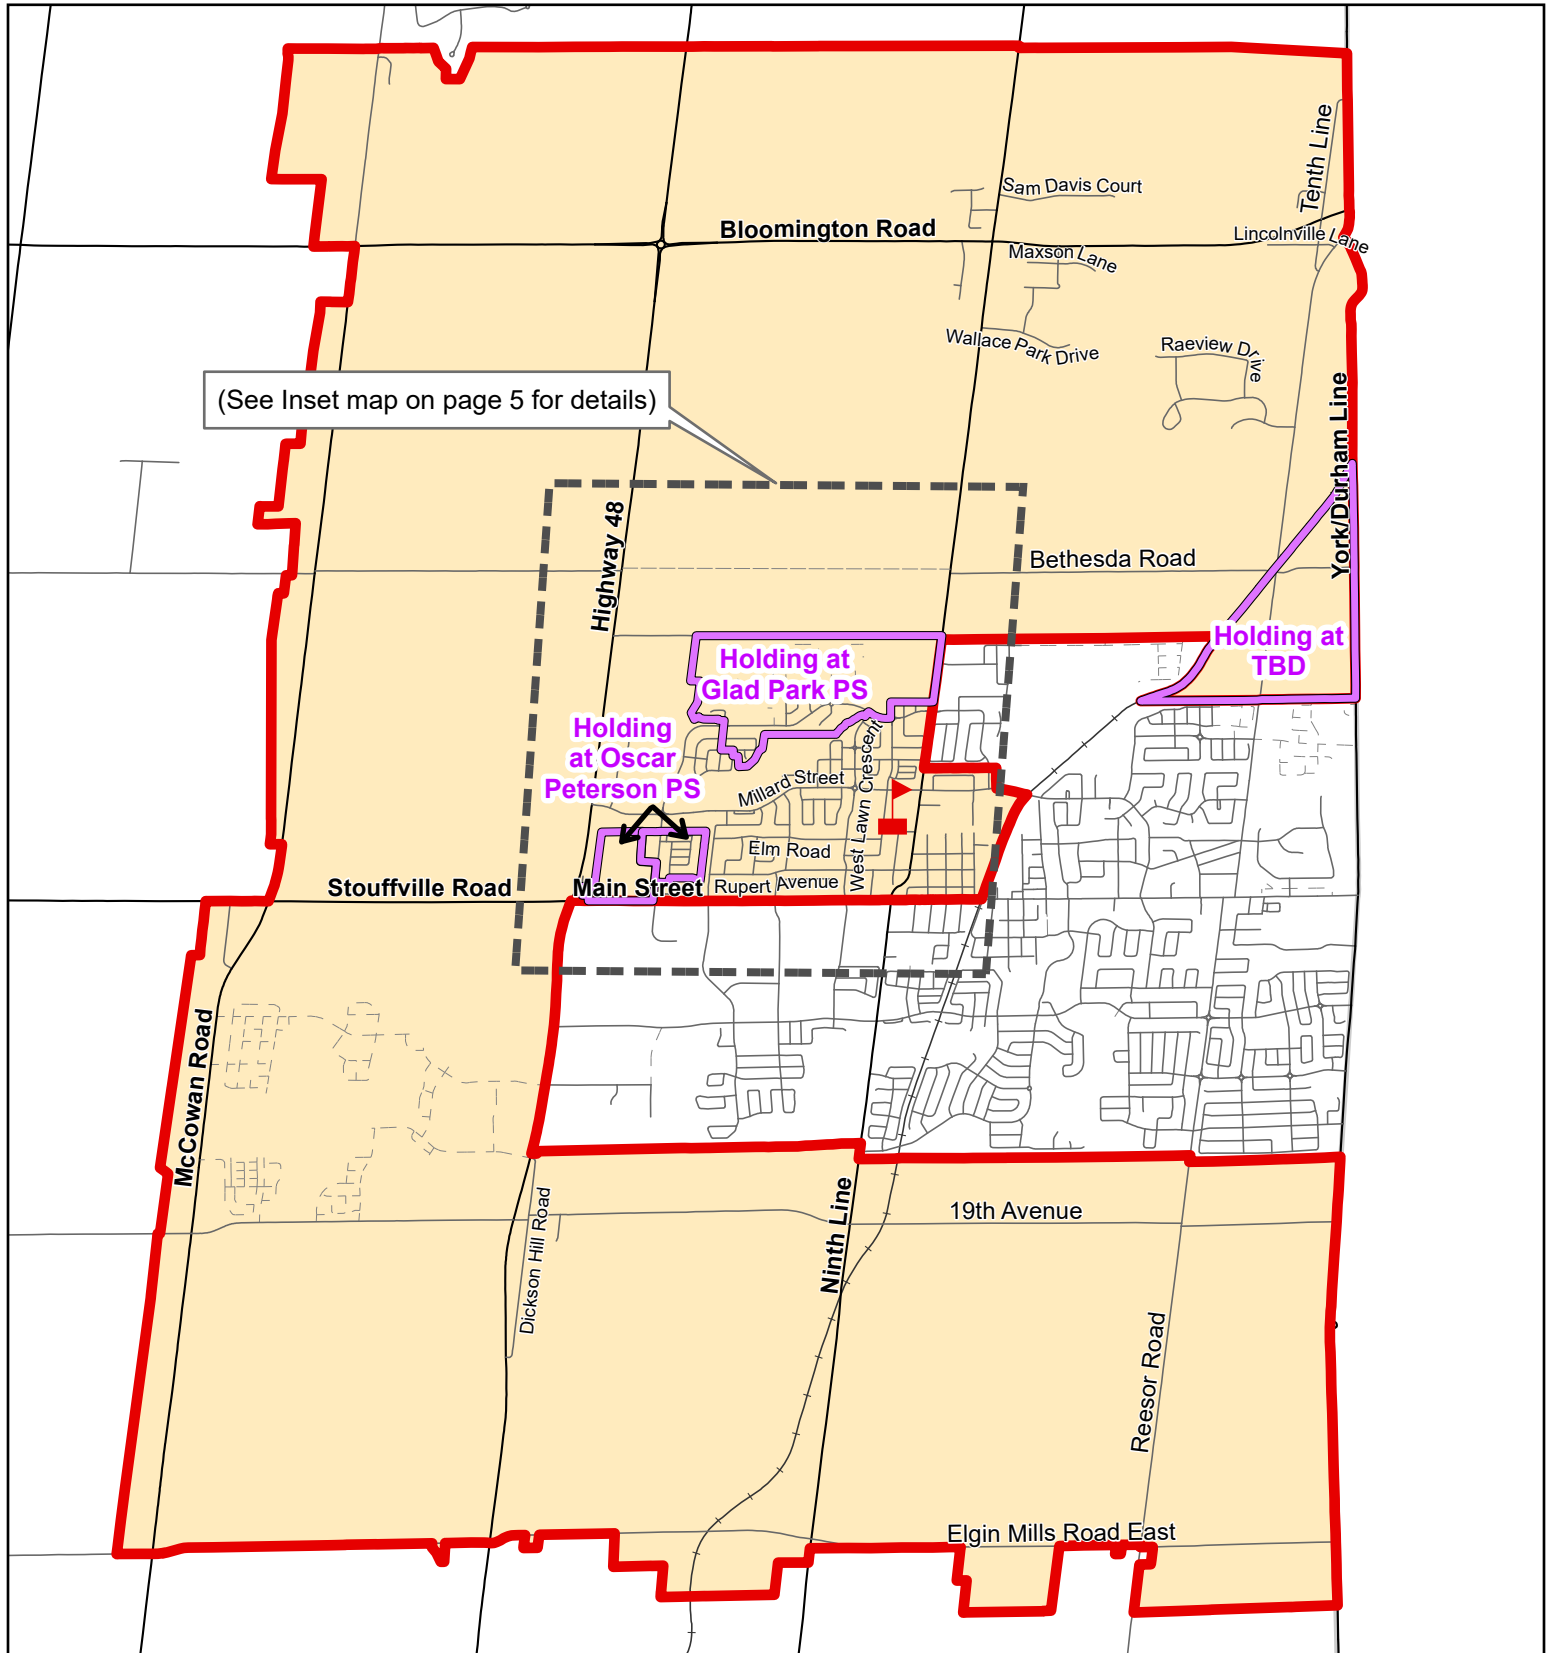 Tenth Line
Sam Davis Court
Bloomington Road
Lincolnville Lane
Maxson Lane
Wallace Park Drive
Raeview Drive
(See Inset map on page 5 for details)
York/Durham Line
Highway 48
Bethesda Road
Holding at
TBD
Holding at
Glad Park PS
Holding
at Oscar
Peterson PS
Millard Street
West Lawn Crescent
Elm Road
Stouffville Road
Main Street
Rupert Avenue
McCowan Road
Ninth Line
19th Avenue
Dickson Hill Road
Reesor Road
Elgin Mills Road East